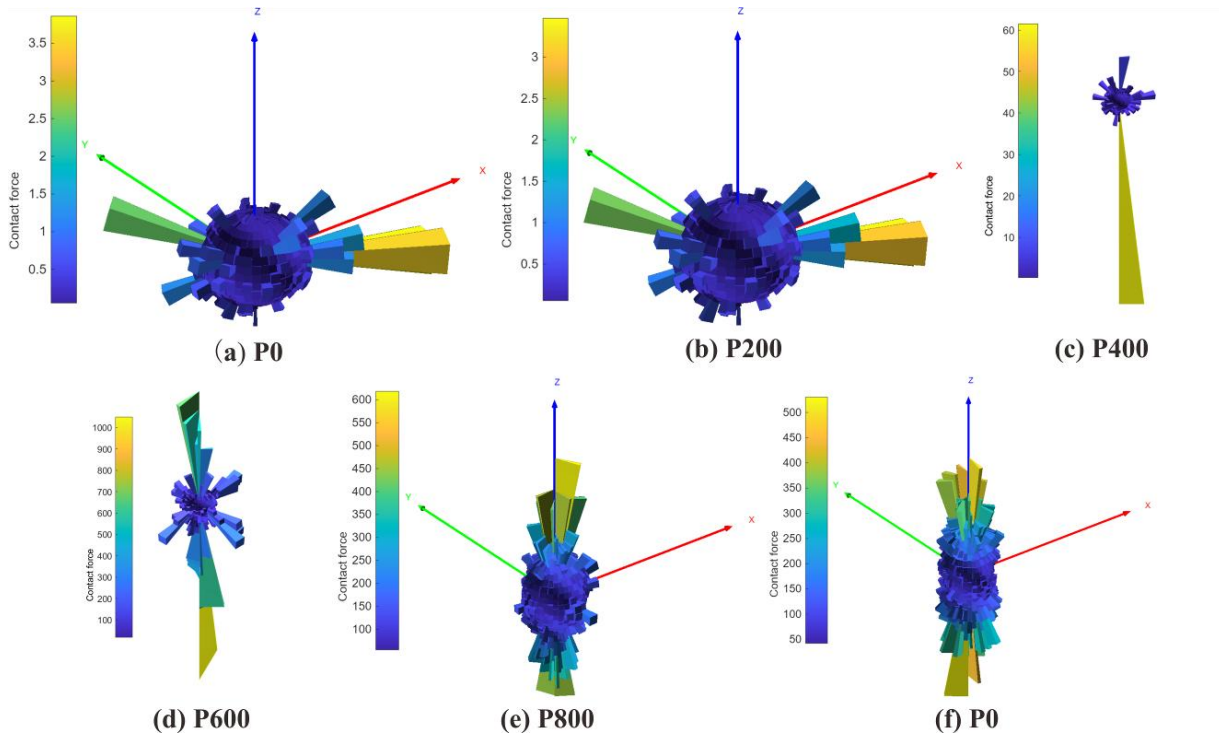 Z
3.5
3
2.5
2
1.5
1
0.5
Contact force
Y
X
(a) P0
Z
3
2.5
2
1.5
1
0.5
Contact force
Y
X
(b) P200
60
50
40
30
20
10
Contact force
(c) P400
1000
900
800
700
600
500
400
300
200
100
Contact force
(d) P600
Z
600
550
500
450
400
350
300
250
200
150
100
Contact force
Y
X
(e) P800
Z
500
450
400
350
300
250
200
150
100
50
Contact force
Y
X
(f) P0